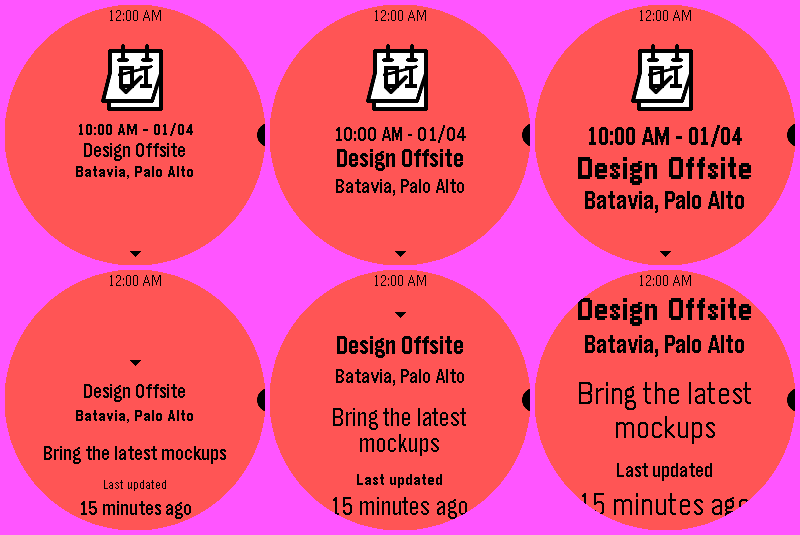 12:00 AM
10:00 AM - 01/04
Design Offsite
Batavia, Palo Alto
12:00 AM
10:00 AM - 01/04
Design Offsite
Batavia, Palo Alto
12:00 AM
10:00 AM - 01/04
Design Offsite
Batavia, Palo Alto
12:00 AM
Design Offsite
Batavia, Palo Alto
Bring the latest mockups
Last updated
15 minutes ago
12:00 AM
Design Offsite
Batavia, Palo Alto
Bring the latest
mockups
Last updated
15 minutes ago
12:00 AM
Design Offsite
Batavia, Palo Alto
Bring the latest
mockups
Last updated
15 minutes ago